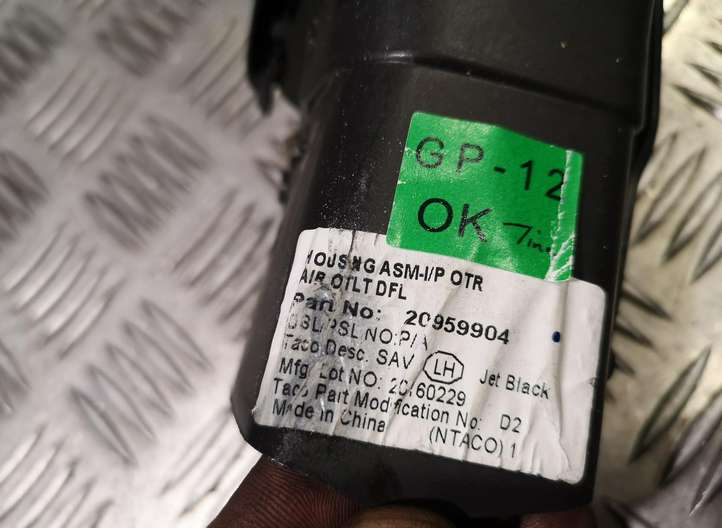 GP-12
OK
HOUSING ASM-I/P OTR
AIR OTLT DFL
Part No: 20959904
Taco Desc. SAV LH Jet Black
Mfg Lot NO: 20160229
Taco Part Modification No: D2
Made in China (NTACO) 1